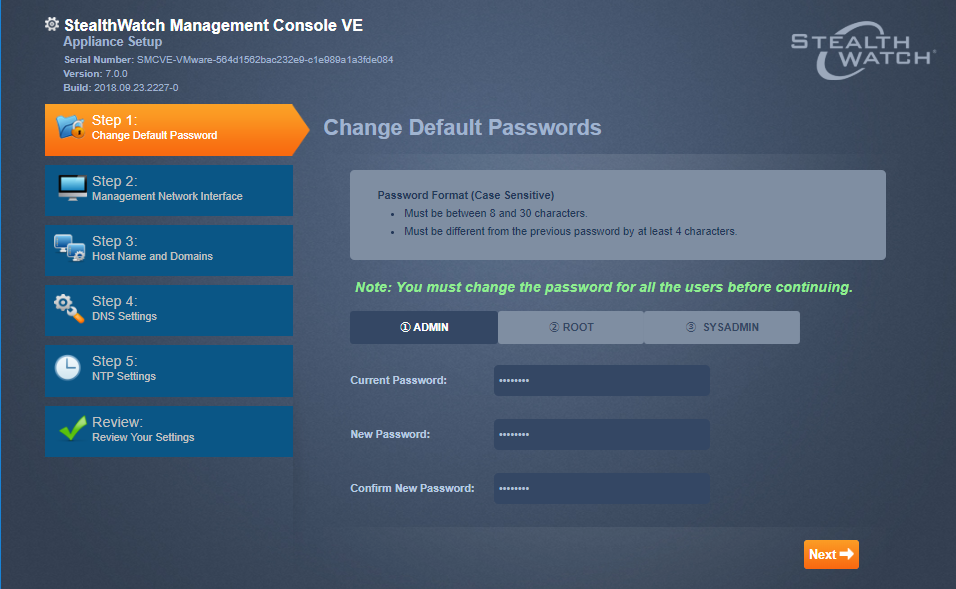 StealthWatch Management Console VE
Appliance Setup
Serial Number: SMCVE-VMware-564d1562bac232e9-c1e989a1a3fde084
Version: 7.0.0
Build: 2018.09.23.2227-0
STEALTH
WATCH
Step 1:
Change Default Password
Step 2:
Management Network Interface
Step 3:
Host Name and Domains
Step 4:
DNS Settings
Step 5:
NTP Settings
Review:
Review Your Settings
Change Default Passwords
Password Format (Case Sensitive)
• Must be between 8 and 30 characters.
• Must be different from the previous password by at least 4 characters.
Note: You must change the password for all the users before continuing.
① ADMIN ② ROOT ③ SYSADMIN
Current Password: ••••••••
New Password: ••••••••
Confirm New Password: ••••••••
Next